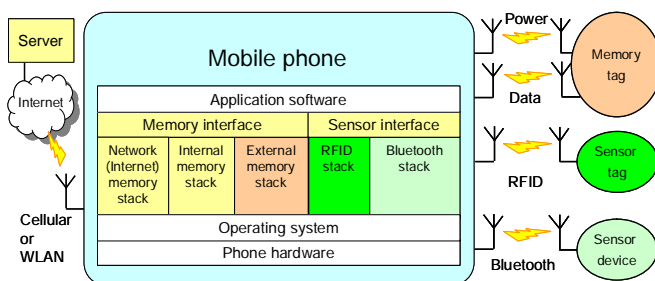 Server
Internet
Cellular
or
WLAN
Mobile phone
Application software
Memory interface
Sensor interface
Network
(Internet)
memory
stack
Internal
memory
stack
External
memory
stack
RFID
stack
Bluetooth
stack
Operating system
Phone hardware
Power
Data
Memory
tag
RFID
Sensor
tag
Bluetooth
Sensor
device